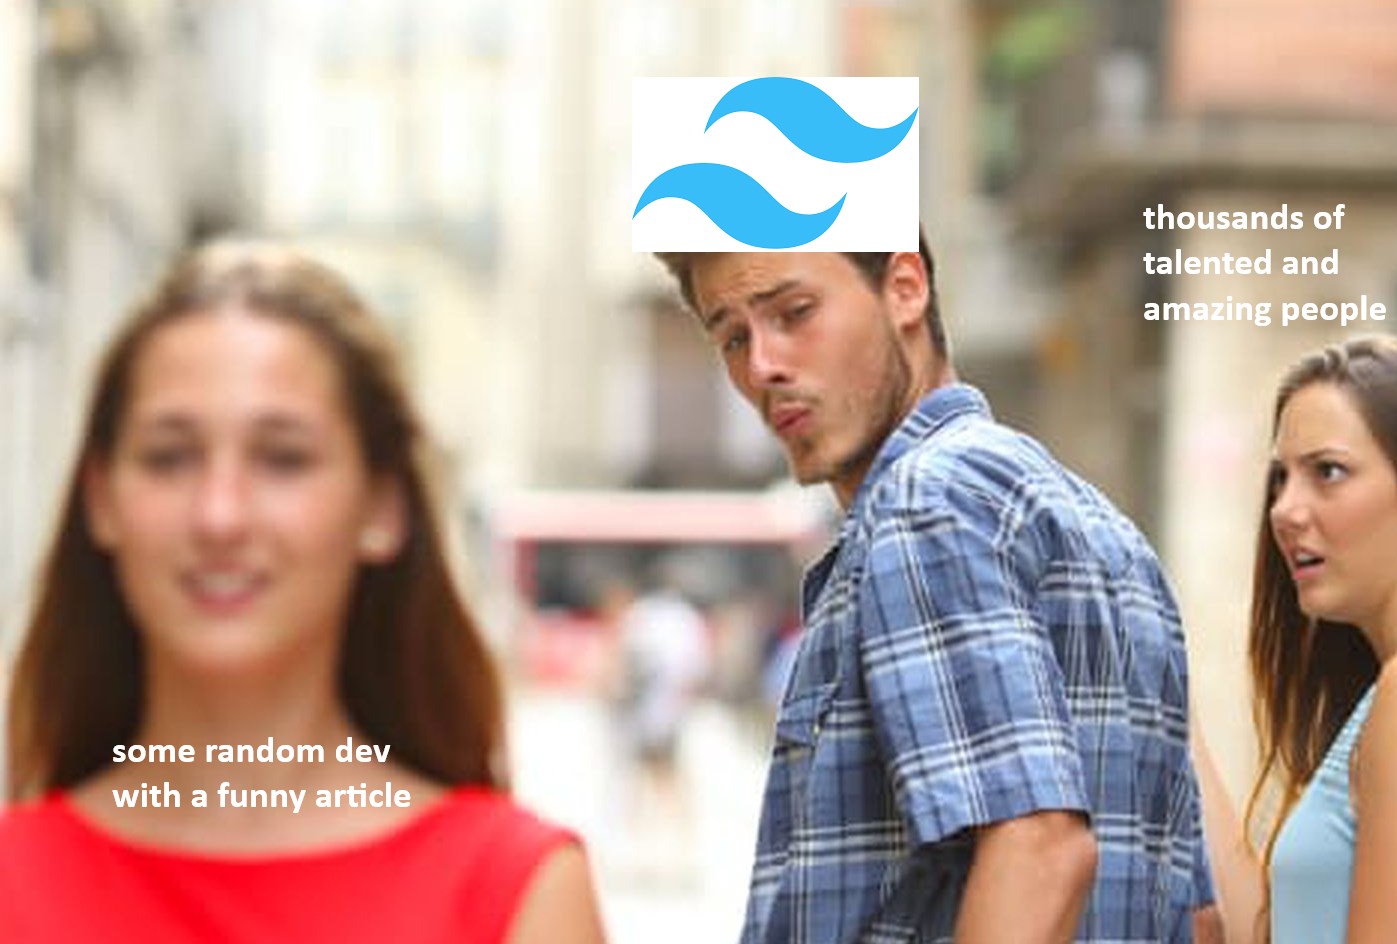 thousands of
talented and
amazing people
some random dev
with a funny article